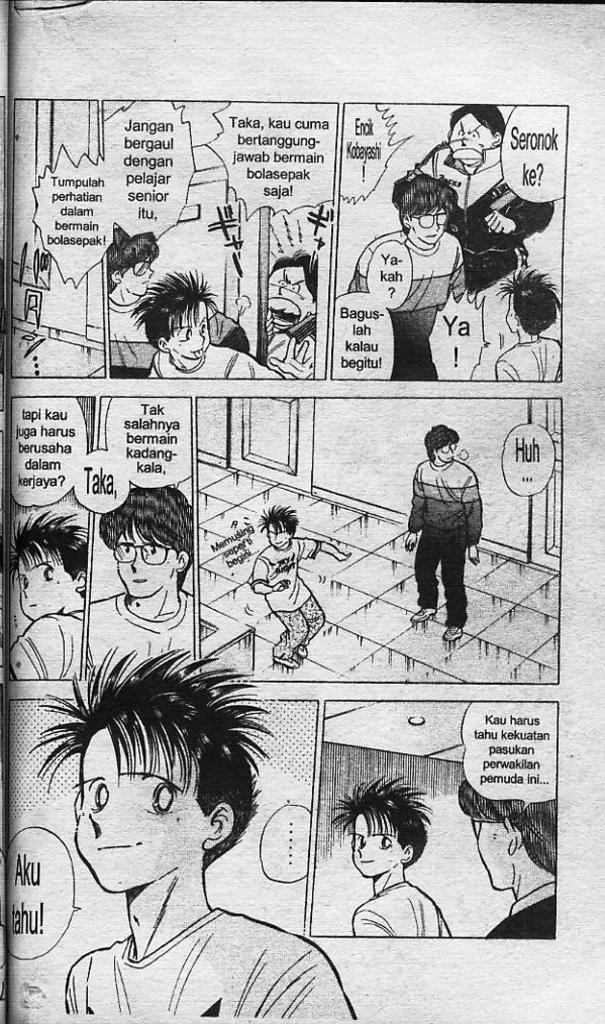 Seronok
ke?
Encik
Kobayashi
!
Ya-
kah
?
Bagus-
lah kalau
begitu!
Ya
!
Taka, kau cuma
bertanggung-
jawab bermain
bolasepak
saja!
Jangan
bergaul
dengan
pelajar
senior
itu,
Tumpulah
perhatian
dalam
bermain
bolasepak!
Huh
...
Memusing
seperti
begini
Tak
salahnya
bermain
kadang-
kala,
Taka,
tapi kau
juga harus
berusaha
dalam
kerjaya?
Kau harus
tahu kekuatan
pasukan
perwakilan
pemuda ini...
......
Aku
tahu!